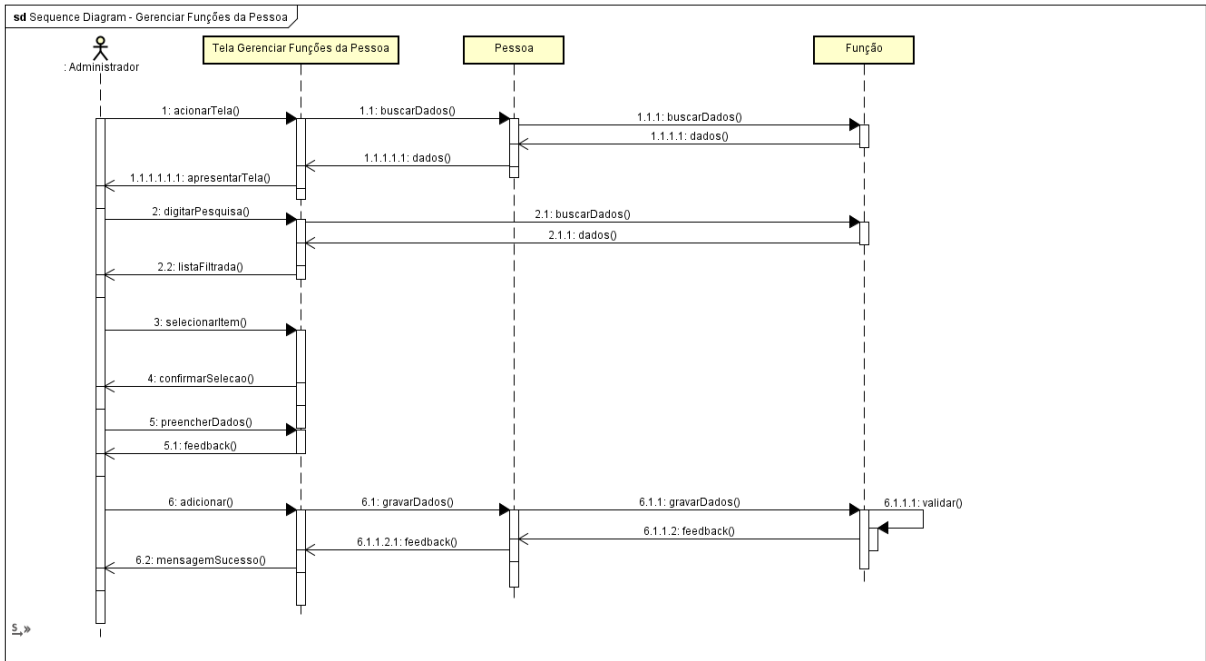 sd Sequence Diagram - Gerenciar Funções da Pessoa
: Administrador
Tela Gerenciar Funções da Pessoa
Pessoa
Função
1: acionarTela()
1.1: buscarDados()
1.1.1: buscarDados()
1.1.1.1: dados()
1.1.1.1.1: dados()
1.1.1.1.1.1: apresentarTela()
2: digitarPesquisa()
2.1: buscarDados()
2.1.1: dados()
2.2: listaFiltrada()
3: selecionarItem()
4: confirmarSelecao()
5: preencherDados()
5.1: feedback()
6: adicionar()
6.1: gravarDados()
6.1.1: gravarDados()
6.1.1.1: validar()
6.1.1.2: feedback()
6.1.1.2.1: feedback()
6.2: mensagemSucesso()
S »